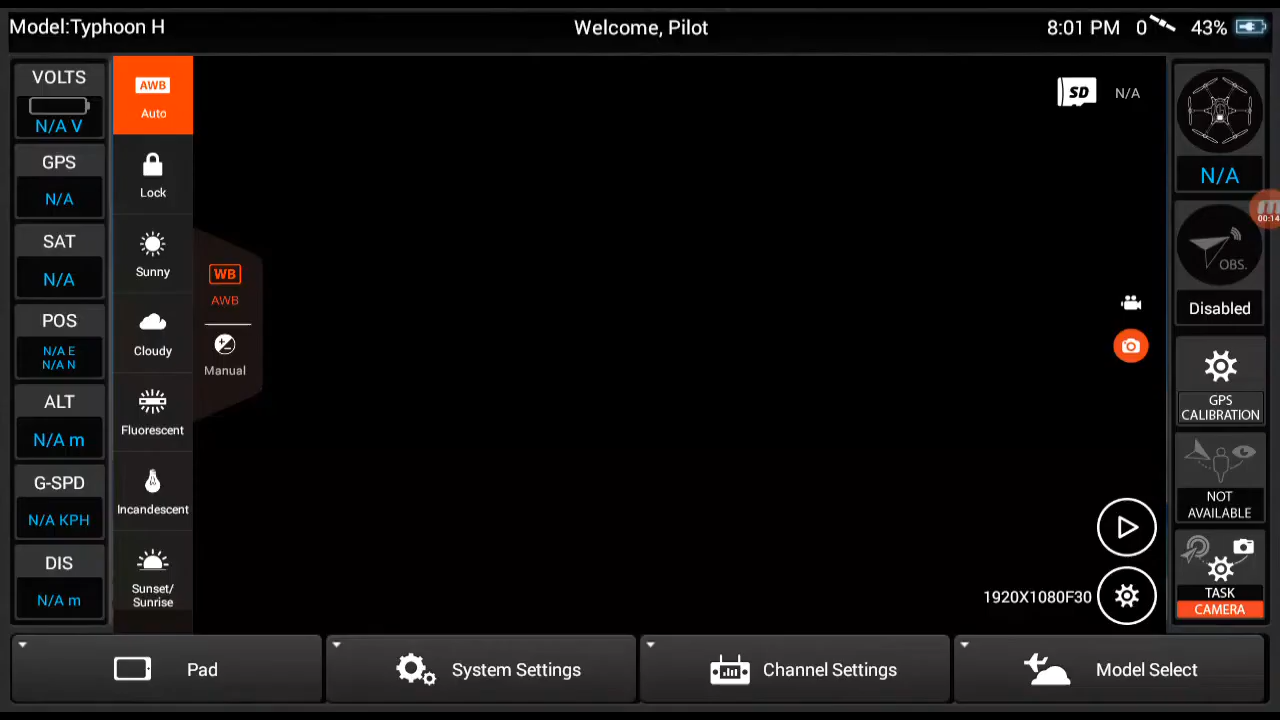 Model:Typhoon H
Welcome, Pilot
8:01 PM
0
43%
VOLTS
N/A V
GPS
N/A
SAT
N/A
POS
N/A E
N/A N
ALT
N/A m
G-SPD
N/A KPH
DIS
N/A m
AWB
Auto
Lock
Sunny
Cloudy
Fluorescent
Incandescent
Sunset/
Sunrise
WB
AWB
Manual
SD
N/A
1920X1080F30
N/A
00:14
OBS.
Disabled
GPS
CALIBRATION
NOT
AVAILABLE
TASK
CAMERA
Pad
System Settings
Channel Settings
Model Select